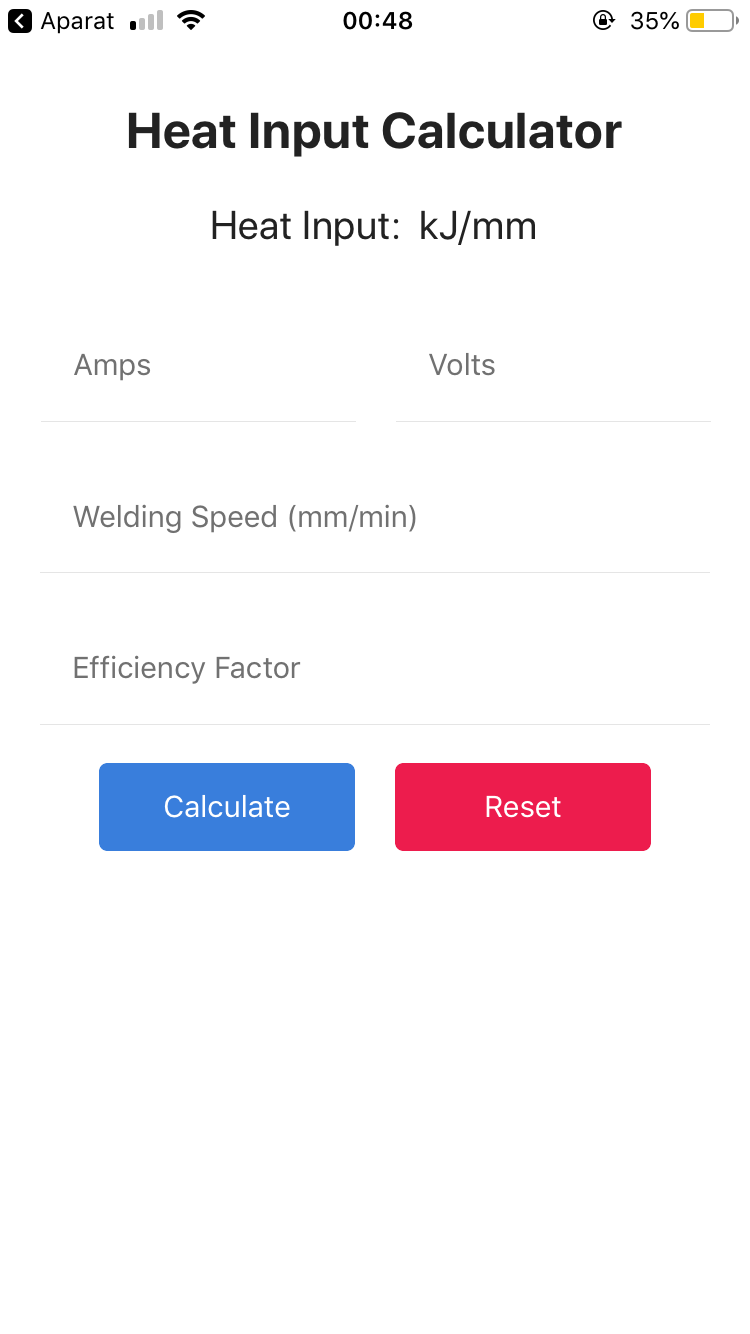 Aparat 00:48 35%
Heat Input Calculator
Heat Input: kJ/mm
Amps Volts
Welding Speed (mm/min)
Efficiency Factor
Calculate Reset